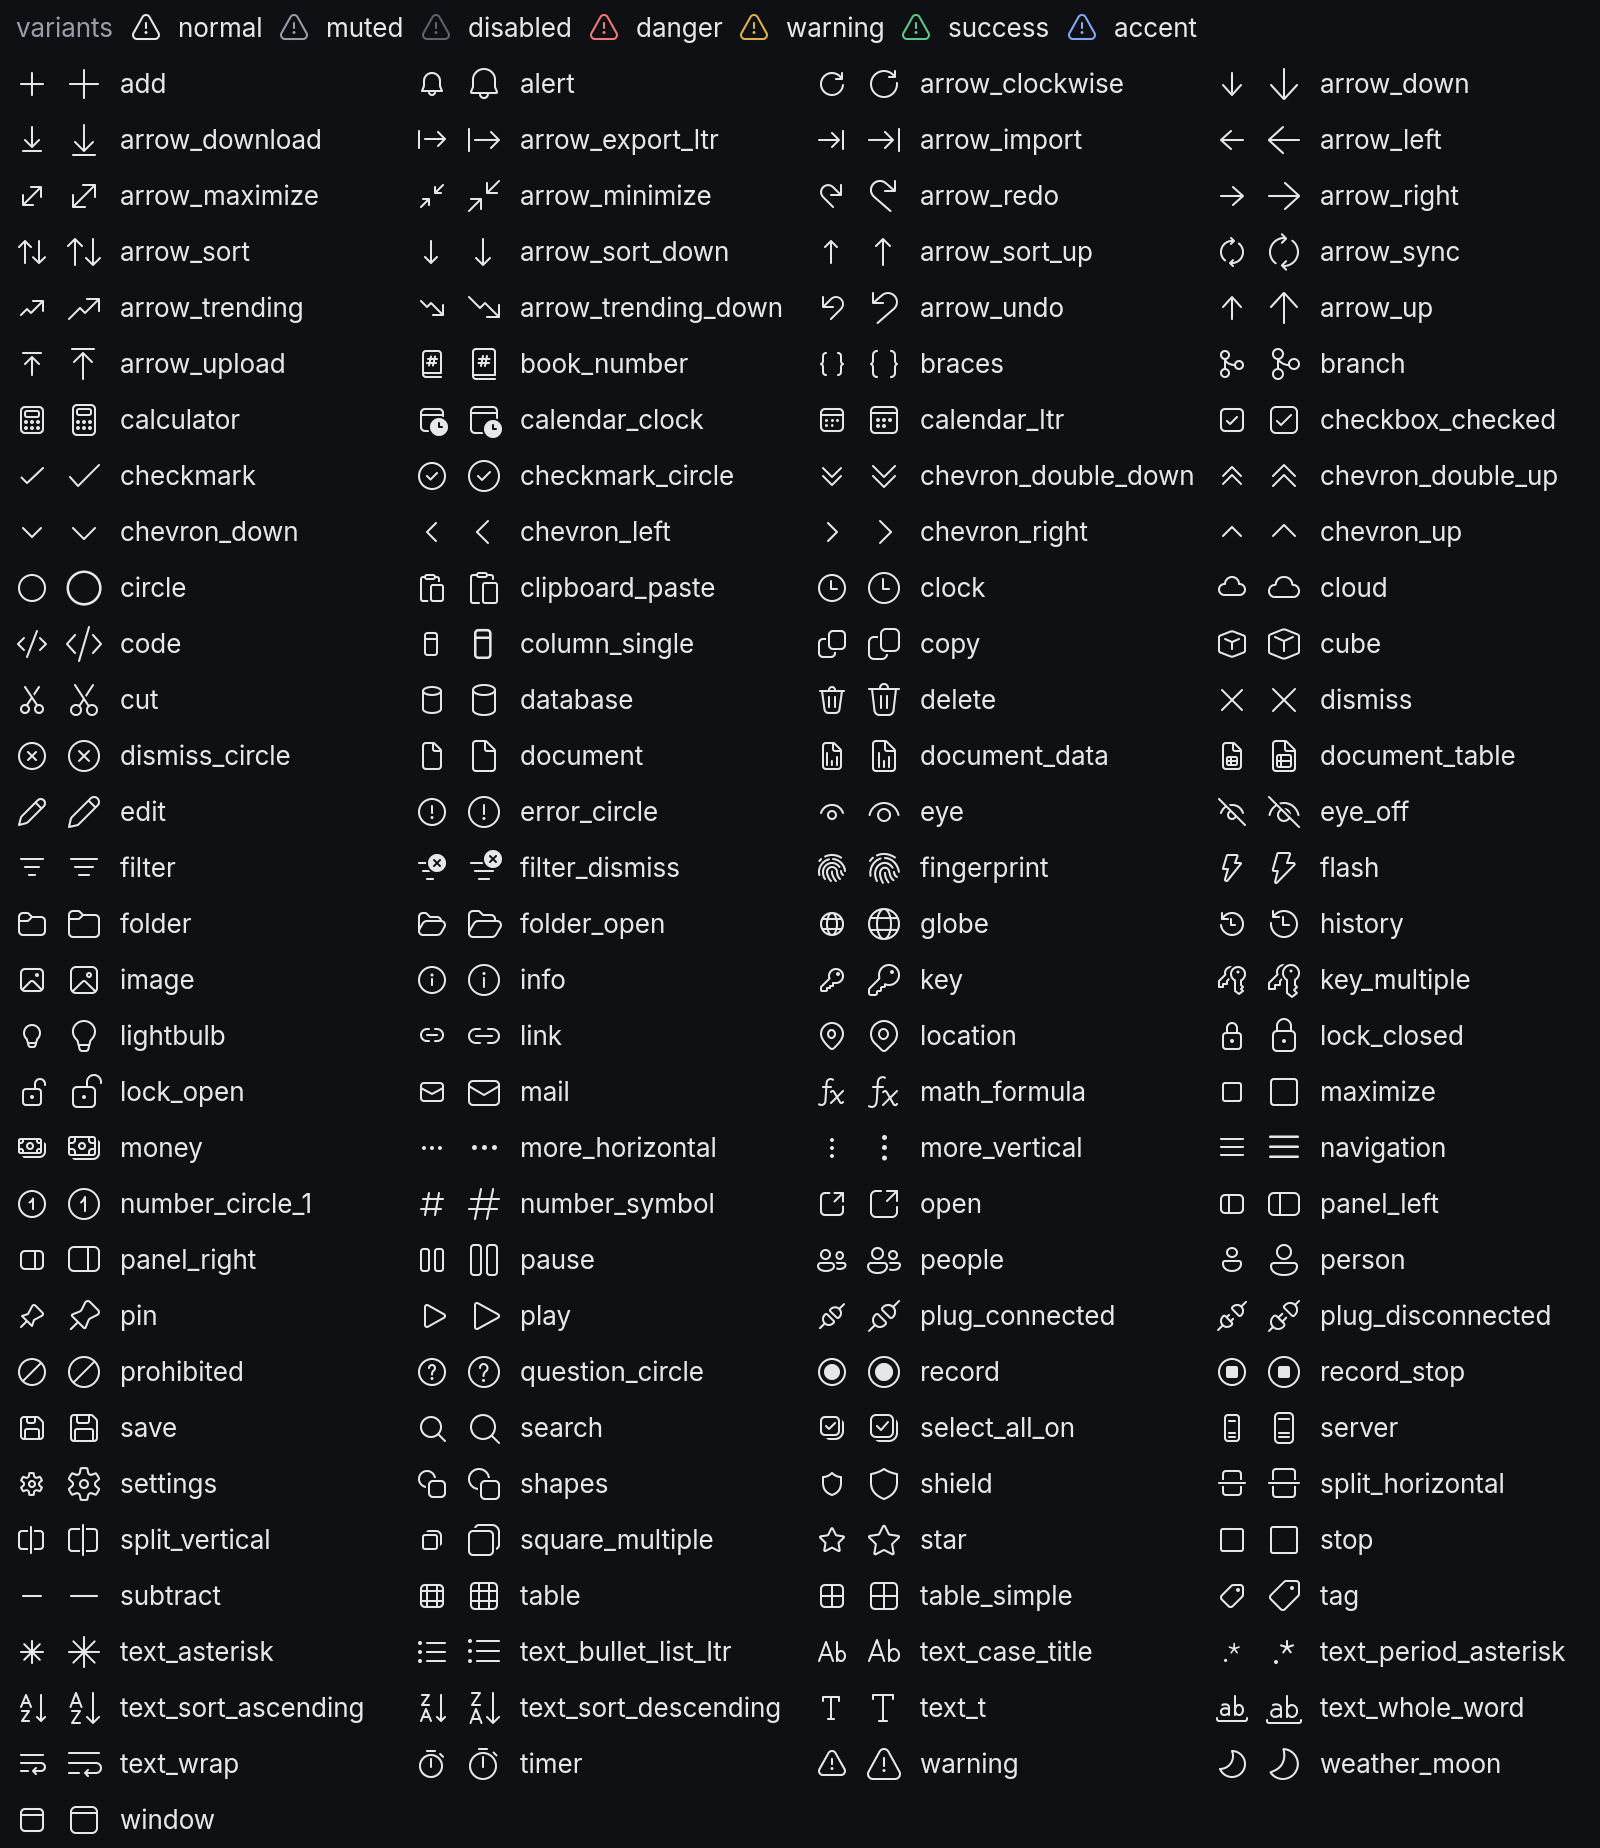 variants normal muted disabled danger warning success accent
add alert arrow_clockwise arrow_down
arrow_download arrow_export_ltr arrow_import arrow_left
arrow_maximize arrow_minimize arrow_redo arrow_right
arrow_sort arrow_sort_down arrow_sort_up arrow_sync
arrow_trending arrow_trending_down arrow_undo arrow_up
arrow_upload book_number braces branch
calculator calendar_clock calendar_ltr checkbox_checked
checkmark checkmark_circle chevron_double_down chevron_double_up
chevron_down chevron_left chevron_right chevron_up
circle clipboard_paste clock cloud
code column_single copy cube
cut database delete dismiss
dismiss_circle document document_data document_table
edit error_circle eye eye_off
filter filter_dismiss fingerprint flash
folder folder_open globe history
image info key key_multiple
lightbulb link location lock_closed
lock_open mail math_formula maximize
money more_horizontal more_vertical navigation
number_circle_1 number_symbol open panel_left
panel_right pause people person
pin play plug_connected plug_disconnected
prohibited question_circle record record_stop
save search select_all_on server
settings shapes shield split_horizontal
split_vertical square_multiple star stop
subtract table table_simple tag
text_asterisk text_bullet_list_ltr text_case_title text_period_asterisk
text_sort_ascending text_sort_descending text_t text_whole_word
text_wrap timer warning weather_moon
window